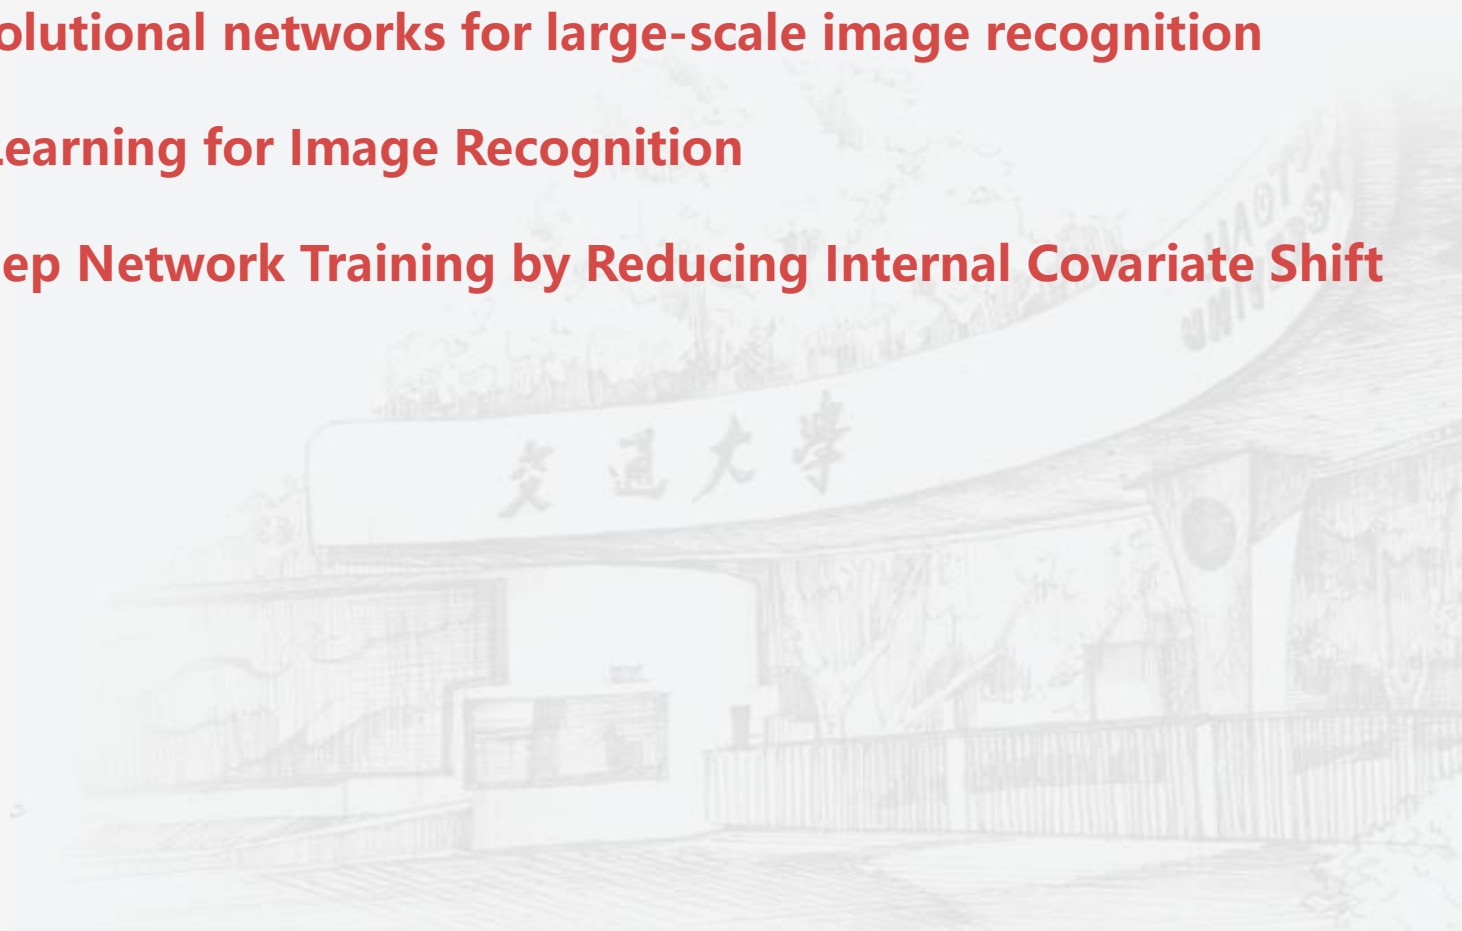 olutional networks for large-scale image recognition
earning for Image Recognition
ep Network Training by Reducing Internal Covariate Shift
交通大學